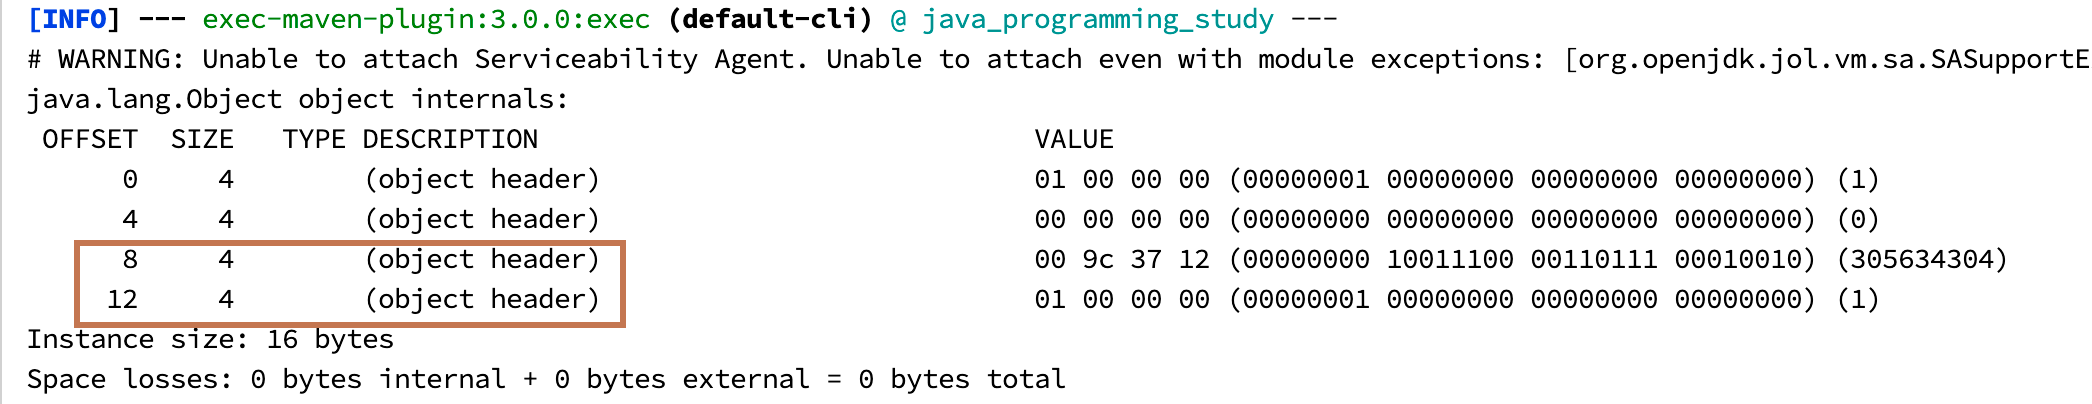 [INFO] --- exec-maven-plugin:3.0.0:exec (default-cli) @ java_programming_study ---
# WARNING: Unable to attach Serviceability Agent. Unable to attach even with module exceptions: [org.openjdk.jol.vm.sa.SASupportE
java.lang.Object object internals:
OFFSET SIZE TYPE DESCRIPTION VALUE
0 4 (object header) 01 00 00 00 (00000001 00000000 00000000 00000000) (1)
4 4 (object header) 00 00 00 00 (00000000 00000000 00000000 00000000) (0)
8 4 (object header) 00 9c 37 12 (00000000 10011100 00110111 00010010) (305634304)
12 4 (object header) 01 00 00 00 (00000001 00000000 00000000 00000000) (1)
Instance size: 16 bytes
Space losses: 0 bytes internal + 0 bytes external = 0 bytes total